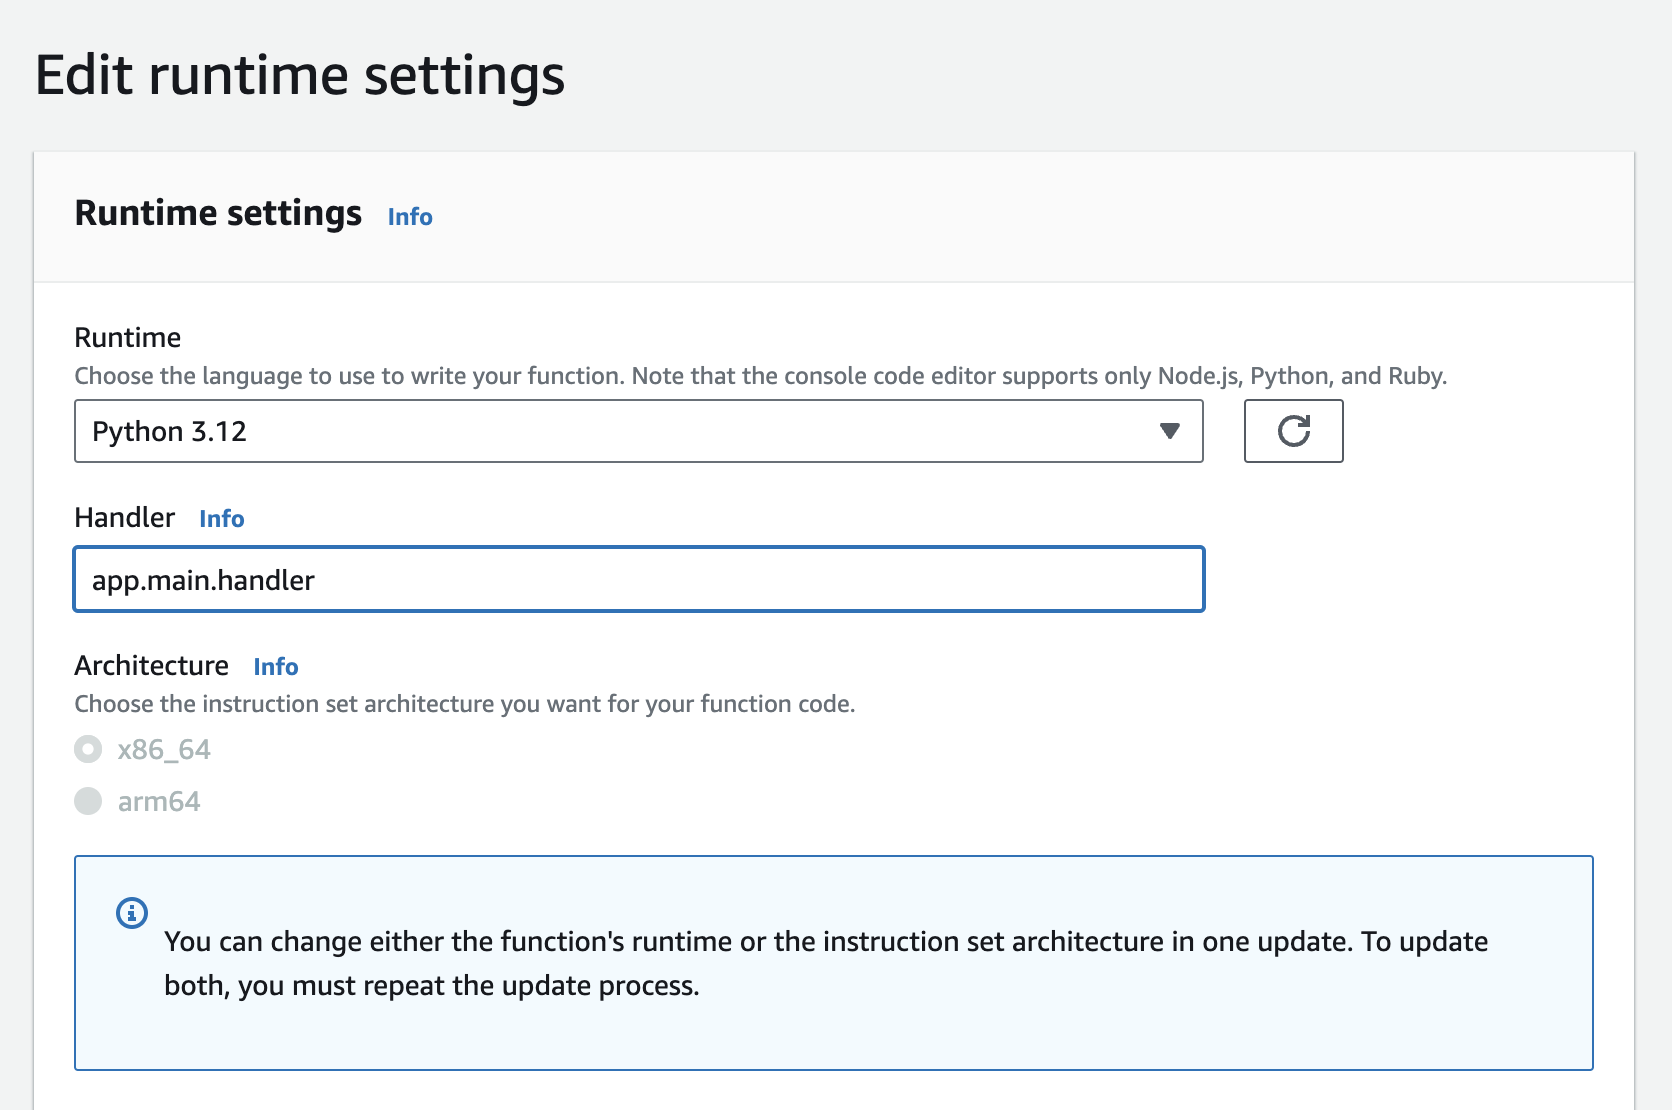 Edit runtime settings
Runtime settings Info
Runtime
Choose the language to use to write your function. Note that the console code editor supports only Node.js, Python, and Ruby.
Python 3.12
Handler Info
app.main.handler
Architecture Info
Choose the instruction set architecture you want for your function code.
x86_64
arm64
You can change either the function's runtime or the instruction set architecture in one update. To update
both, you must repeat the update process.